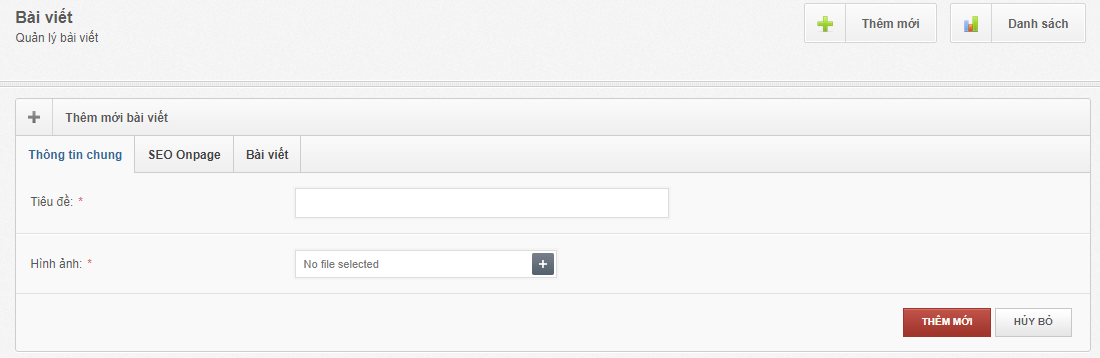 Bài viết
Quản lý bài viết
Thêm mới
Danh sách
Thêm mới bài viết
Thông tin chung
SEO Onpage
Bài viết
Tiêu đề: *
Hình ảnh: *
No file selected
THÊM MỚI
HỦY BỎ